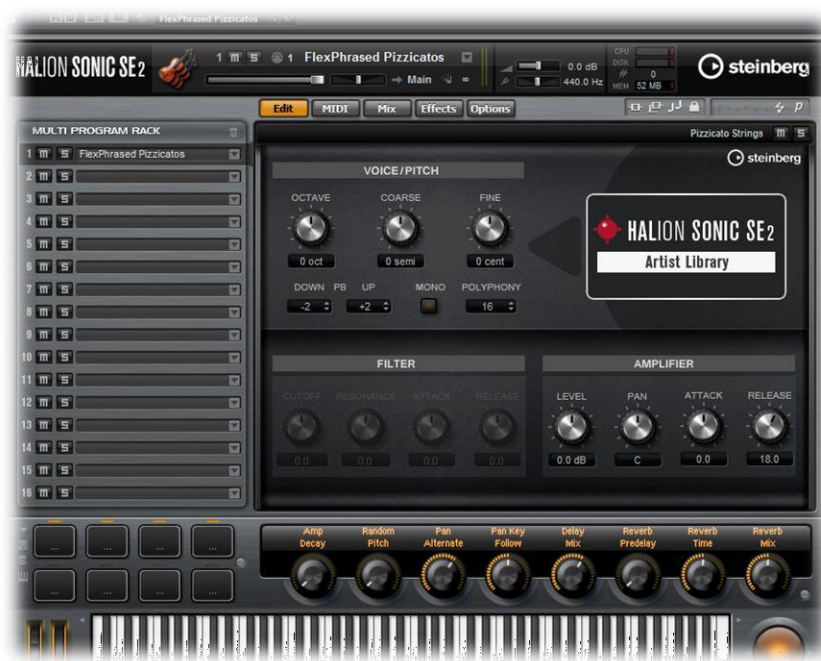 FlexPhrased Pizzicatos
HALION SONIC SE2
1 m S 1 FlexPhrased Pizzicatos
Main
0.0 dB
440.0 Hz
CPU
DISK
# 0
MEM 52 MB
steinberg
Edit MIDI Mix Effects Options
MULTI PROGRAM RACK
Pizzicato Strings m S
1 m S FlexPhrased Pizzicatos
2 m S
3 m S
4 m S
5 m S
6 m S
7 m S
8 m S
9 m S
10 m S
11 m S
12 m S
13 m S
14 m S
15 m S
16 m S
steinberg
VOICE/PITCH
OCTAVE COARSE FINE
0 oct 0 semi 0 cent
DOWN PB UP MONO POLYPHONY
-2 +2 16
HALION SONIC SE2
Artist Library
FILTER
CUTOFF RESONANCE ATTACK RELEASE
0.0 0.0 0.0 0.0
AMPLIFIER
LEVEL PAN ATTACK RELEASE
0.0 dB C 0.0 18.0
... ... ... ...
... ... ... ...
Amp Decay
Random Pitch
Pan Alternate
Pan Key Follow
Delay Mix
Reverb Predelay
Reverb Time
Reverb Mix